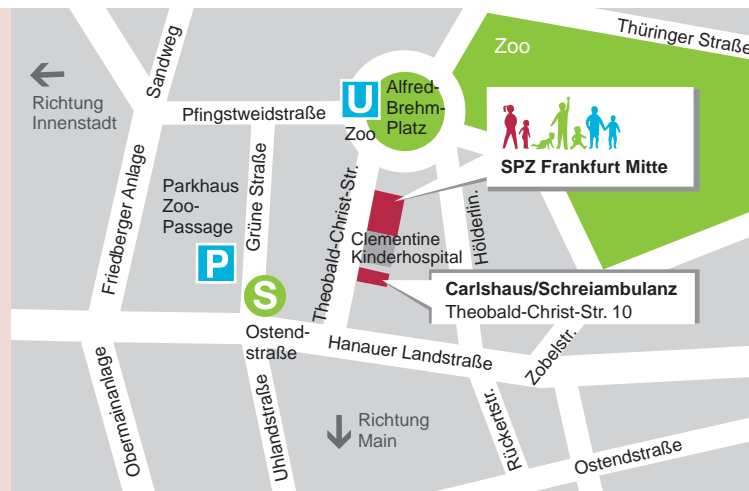 Thüringer Straße
Sandweg
Zoo
Richtung
Innenstadt
Pfingstweidstraße
U
Zoo
Alfred-
Brehm-
Platz
SPZ Frankfurt Mitte
Friedberger Anlage
Parkhaus
Zoo-
Passage
P
Grüne Straße
Theobald-Christ-Str.
Clementine
Kinderhospital
Hölderlin.
S
Carlshaus/Schreiambulanz
Theobald-Christ-Str. 10
Ostend-
straße
Hanauer Landstraße
Zobelstr.
Obermainanlage
Uhlandstraße
Richtung
Main
Rückertstr.
Ostendstraße